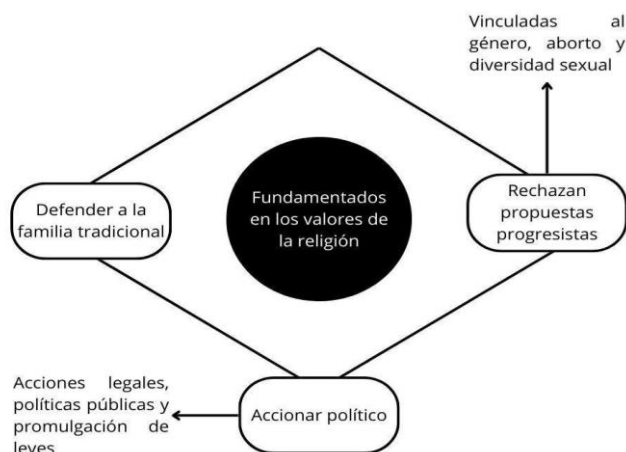 Vinculadas al
género, aborto y
diversidad sexual
Defender a la
familia tradicional
Fundamentados
en los valores de
la religión
Rechazan
propuestas
progresistas
Acciones legales,
políticas públicas y
promulgación de
leyes
Accionar político